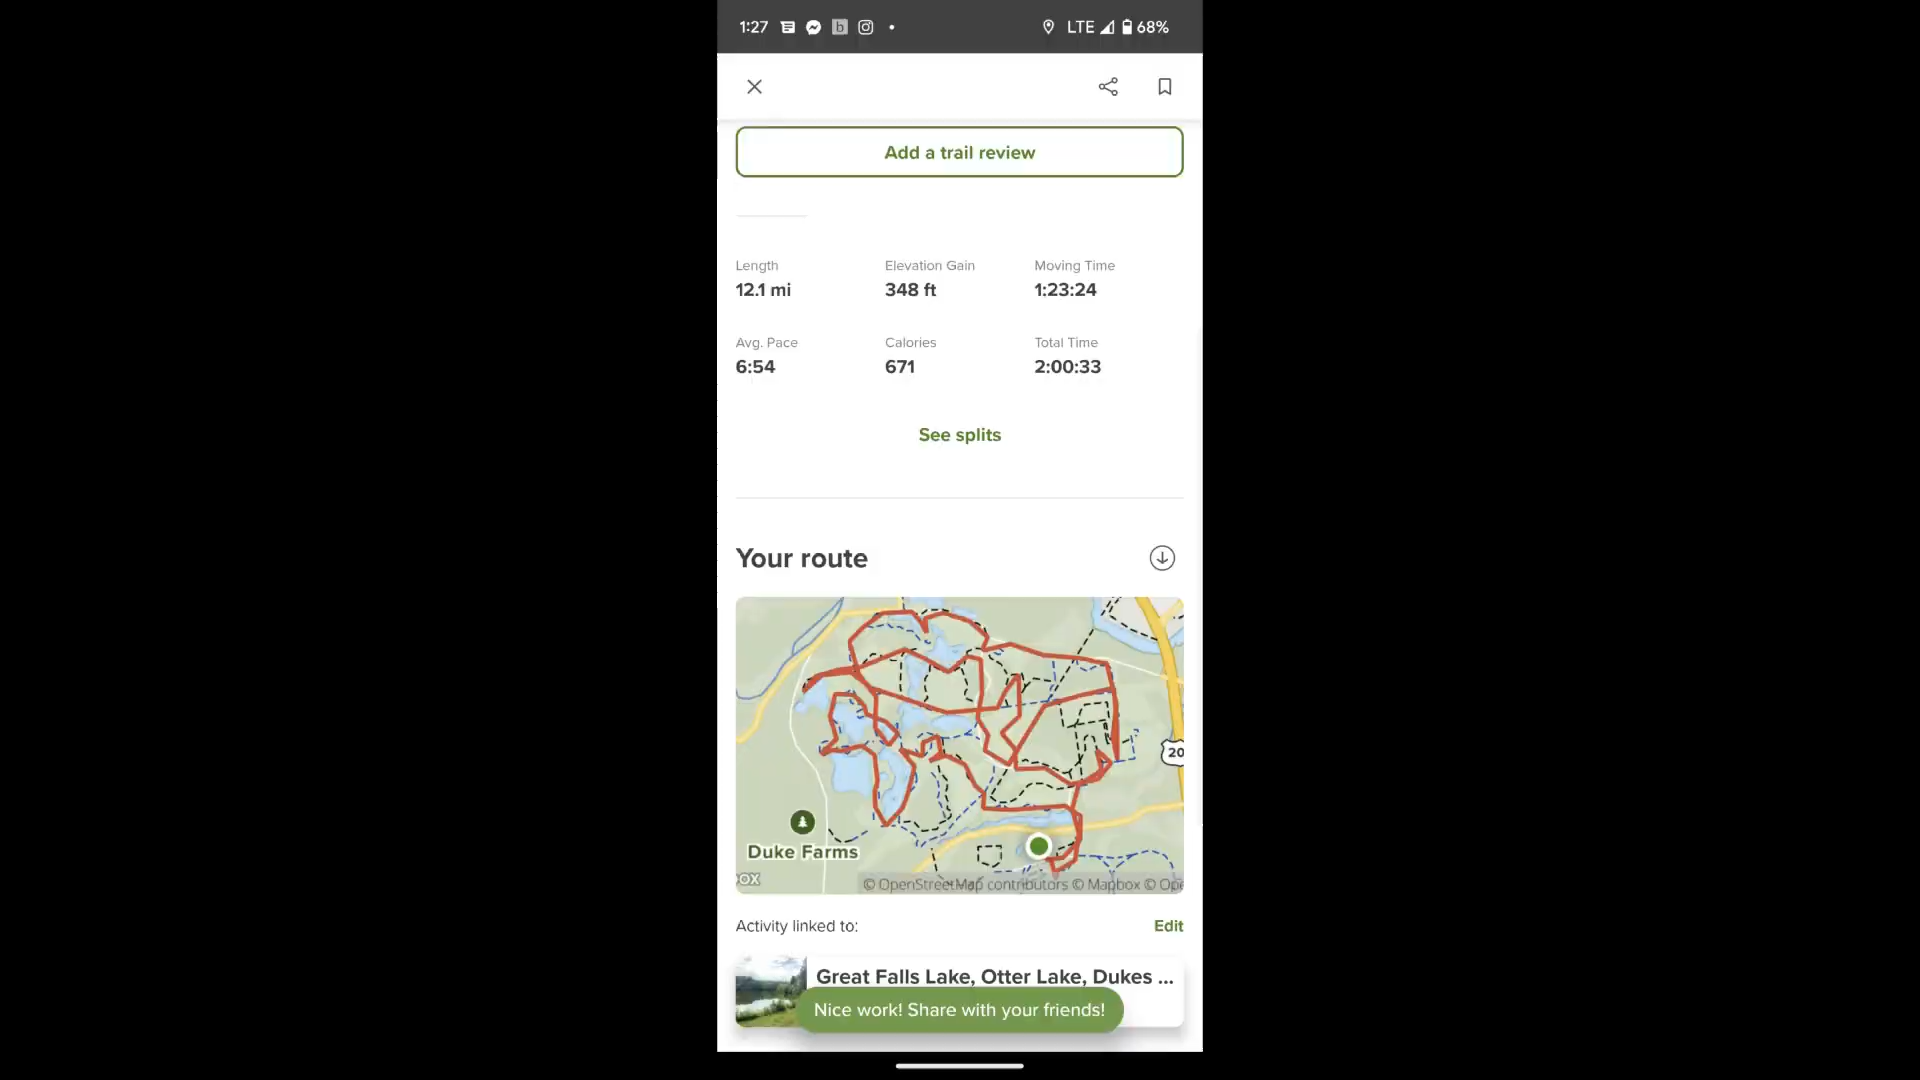 1:27
LTE 68%
Add a trail review
Length Elevation Gain Moving Time
12.1 mi 348 ft 1:23:24
Avg. Pace Calories Total Time
6:54 671 2:00:33
See splits
Your route
20
Duke Farms
© OpenStreetMap contributors © Mapbox © Ope
Activity linked to: Edit
Great Falls Lake, Otter Lake, Dukes ...
Nice work! Share with your friends!